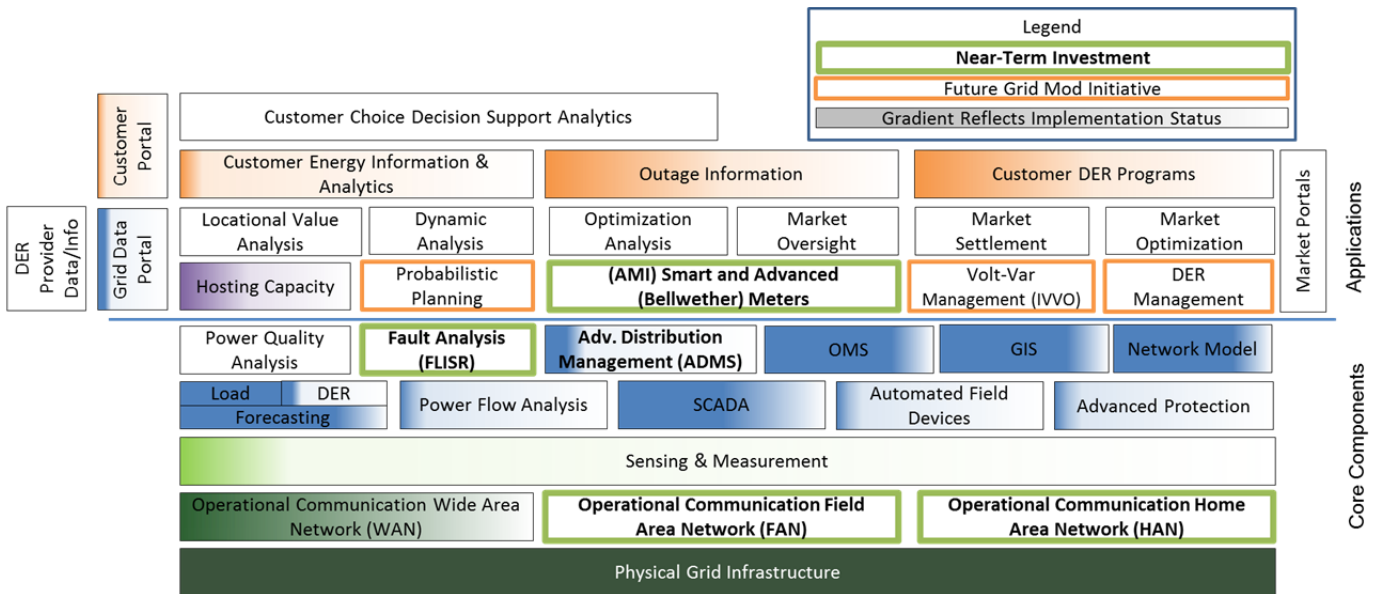 Legend
Near-Term Investment
Future Grid Mod Initiative
Gradient Reflects Implementation Status
Customer
Portal
Customer Choice Decision Support Analytics
Customer Energy Information &
Analytics
Outage Information
Customer DER Programs
DER
Provider
Data/Info
Grid Data
Portal
Locational Value
Analysis
Dynamic
Analysis
Optimization
Analysis
Market
Oversight
Market
Settlement
Market
Optimization
Market Portals
Applications
Hosting Capacity
Probabilistic
Planning
(AMI) Smart and Advanced
(Bellwether) Meters
Volt-Var
Management (IVVO)
DER
Management
Power Quality
Analysis
Fault Analysis
(FLISR)
Adv. Distribution
Management (ADMS)
OMS
GIS
Network Model
Core Components
Load
DER
Forecasting
Power Flow Analysis
SCADA
Automated Field
Devices
Advanced Protection
Sensing & Measurement
Operational Communication Wide Area
Network (WAN)
Operational Communication Field
Area Network (FAN)
Operational Communication Home
Area Network (HAN)
Physical Grid Infrastructure